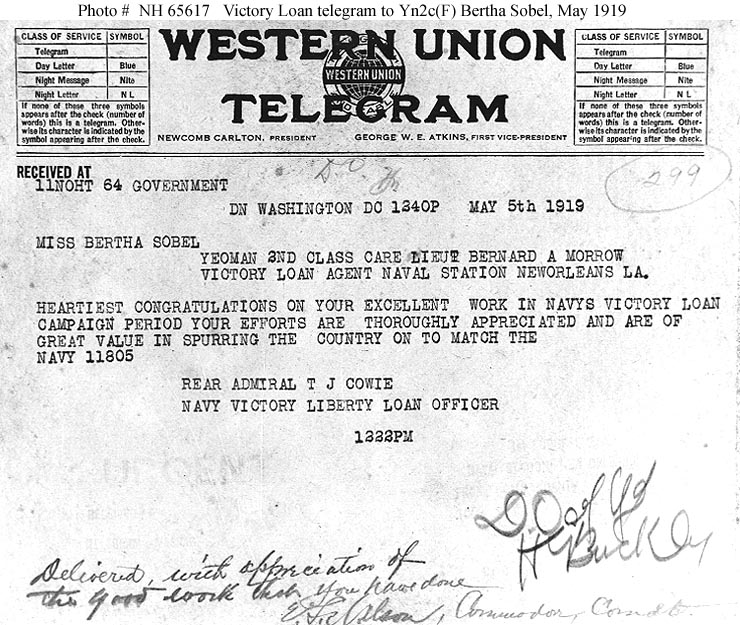 Photo # NH 65617 Victory Loan telegram to Yn2c(F) Bertha Sobel, May 1919
CLASS OF SERVICE SYMBOL
Telegram
Day Letter Blue
Night Message Nite
Night Letter N L
If none of these three symbols
appears after the check (number of
words) this is a telegram. Other-
wise its character is indicated by the
symbol appearing after the check.
WESTERN UNION
WESTERN UNION
TELEGRAM
NEWCOMB CARLTON, PRESIDENT GEORGE W. E. ATKINS, FIRST VICE-PRESIDENT
CLASS OF SERVICE SYMBOL
Telegram
Day Letter Blue
Night Message Nite
Night Letter N L
If none of these three symbols
appears after the check (number of
words) this is a telegram. Other-
wise its character is indicated by the
symbol appearing after the check.
RECEIVED AT
11NOHT 64 GOVERNMENT
299
DN WASHINGTON DC 1240P MAY 5th 1919
MISS BERTHA SOBEL
YEOMAN 2ND CLASS CARE LIEUT BERNARD A MORROW
VICTORY LOAN AGENT NAVAL STATION NEWORLEANS LA.
HEARTIEST CONGRATULATIONS ON YOUR EXCELLENT WORK IN NAVYS VICTORY LOAN
CAMPAIGN PERIOD YOUR EFFORTS ARE THOROUGHLY APPRECIATED AND ARE OF
GREAT VALUE IN SPURRING THE COUNTRY ON TO MATCH THE
NAVY 11805
REAR ADMIRAL T J COWIE
NAVY VICTORY LIBERTY LOAN OFFICER
1222PM
H Buckley
Delivered, with appreciation of
the good work that you have done
Commodore, Comdt.